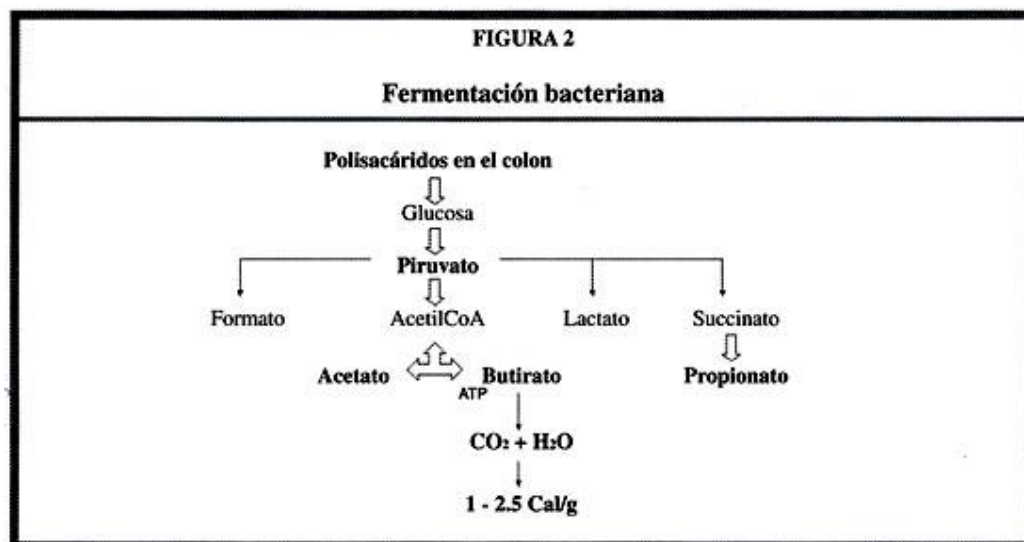 FIGURA 2
Fermentación bacteriana
Polisacáridos en el colon
Glucosa
Piruvato
Formato AcetilCoA Lactato Succinato
Acetato Butirato Propionato
ATP
CO₂ + H₂O
1 - 2.5 Cal/g